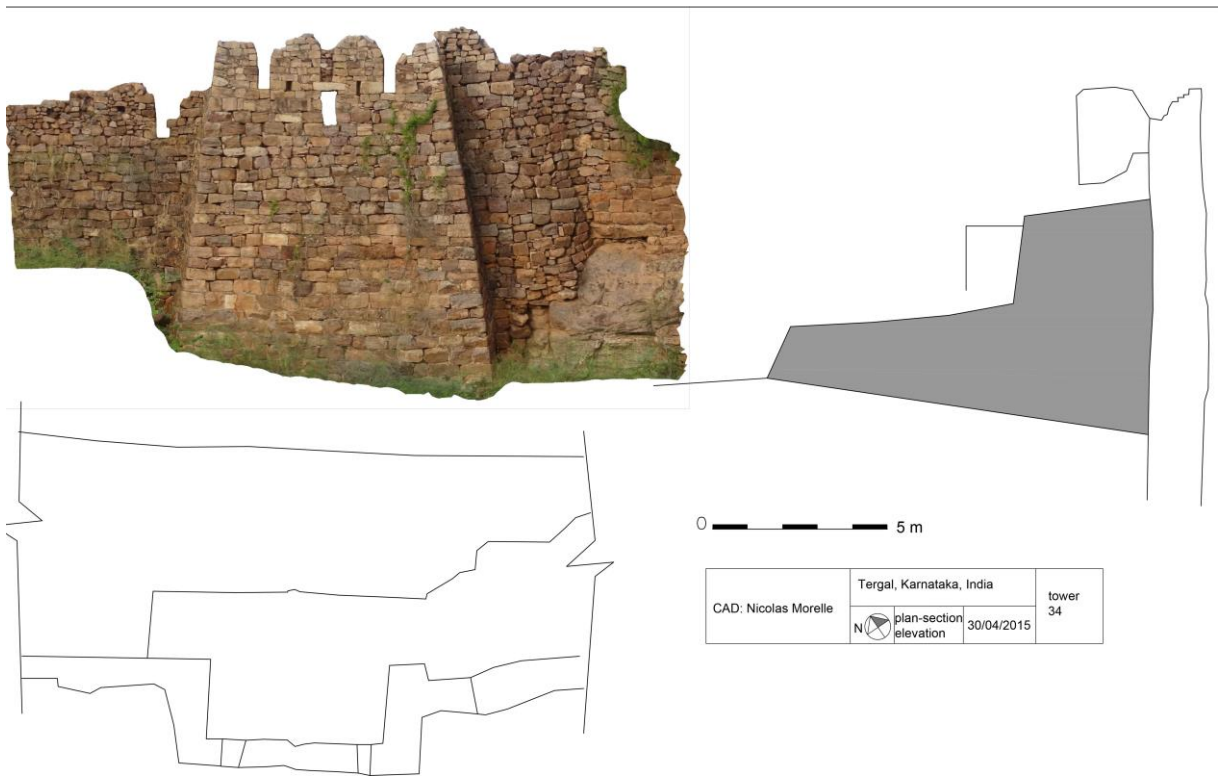 0 5 m
CAD: Nicolas Morelle
Tergal, Karnataka, India
N
plan-section
elevation
30/04/2015
tower
34